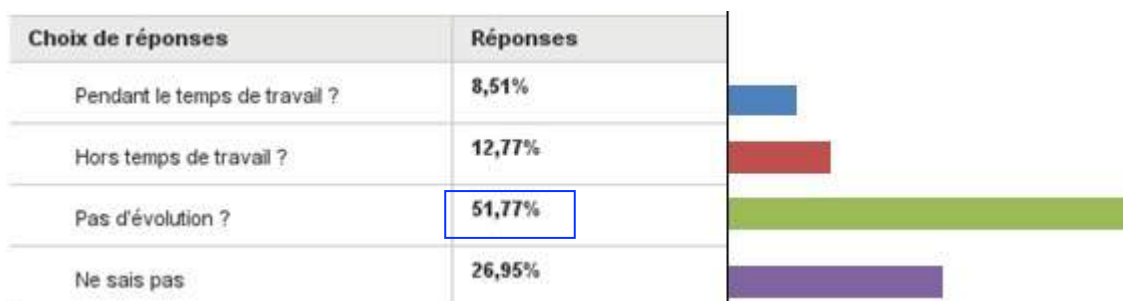 Choix de réponses Réponses
Pendant le temps de travail ? 8,51%
Hors temps de travail ? 12,77%
Pas d'évolution ? 51,77%
Ne sais pas 26,95%